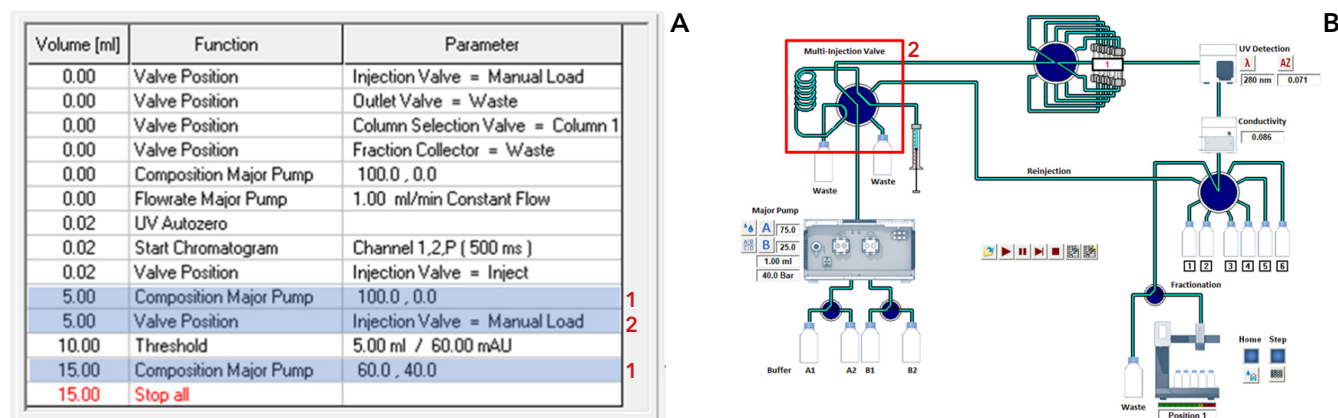 A
Volume [ml] Function Parameter
0.00 Valve Position Injection Valve = Manual Load
0.00 Valve Position Outlet Valve = Waste
0.00 Valve Position Column Selection Valve = Column 1
0.00 Valve Position Fraction Collector = Waste
0.00 Composition Major Pump 100.0 , 0.0
0.00 Flowrate Major Pump 1.00 ml/min Constant Flow
0.02 UV Autozero
0.02 Start Chromatogram Channel 1,2,P ( 500 ms )
0.02 Valve Position Injection Valve = Inject
5.00 Composition Major Pump 100.0 , 0.0 1
5.00 Valve Position Injection Valve = Manual Load 2
10.00 Threshold 5.00 ml / 60.00 mAU
15.00 Composition Major Pump 60.0 , 40.0 1
15.00 Stop all
B
Multi-Injection Valve 2
Waste
Waste
1
UV Detection
λ AZ
280 nm 0.071
Conductivity
0.086
Reinjection
Major Pump
A 75.0
B 25.0
1.00 ml
40.0 Bar
1 2 3 4 5 6
Fractionation
Buffer A1 A2 B1 B2
Home Step
Waste
Position 1